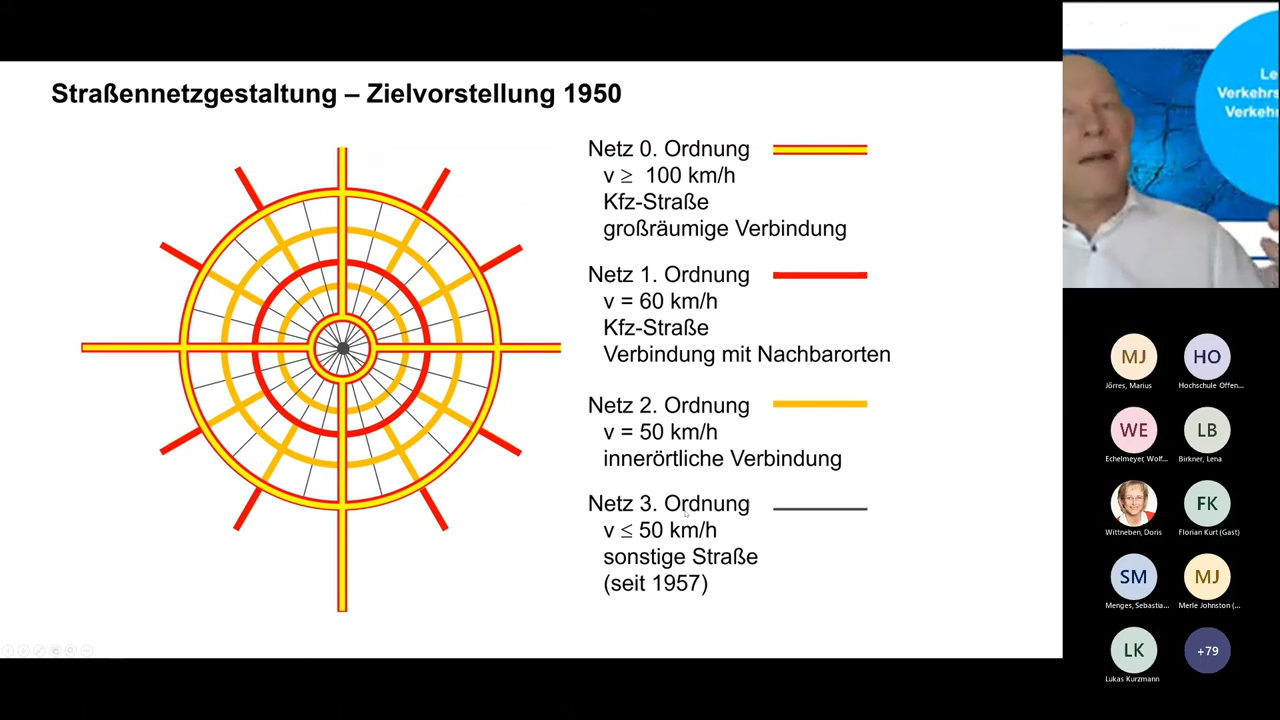 Straßennetzgestaltung – Zielvorstellung 1950
Netz 0. Ordnung
v ≥ 100 km/h
Kfz-Straße
großräumige Verbindung
Netz 1. Ordnung
v = 60 km/h
Kfz-Straße
Verbindung mit Nachbarorten
Netz 2. Ordnung
v = 50 km/h
innerörtliche Verbindung
Netz 3. Ordnung
v ≤ 50 km/h
sonstige Straße
(seit 1957)
Le
Verkehrs
Verkehr
MJ
HO
Jörres, Marius
Hochschule Offen...
WE
LB
Echelmeyer, Wolf...
Birkner, Lena
FK
Wittneben, Doris
Florian Kurt (Gast)
SM
MJ
Menges, Sebastia...
Merle Johnston (...
LK
+79
Lukas Kurzmann